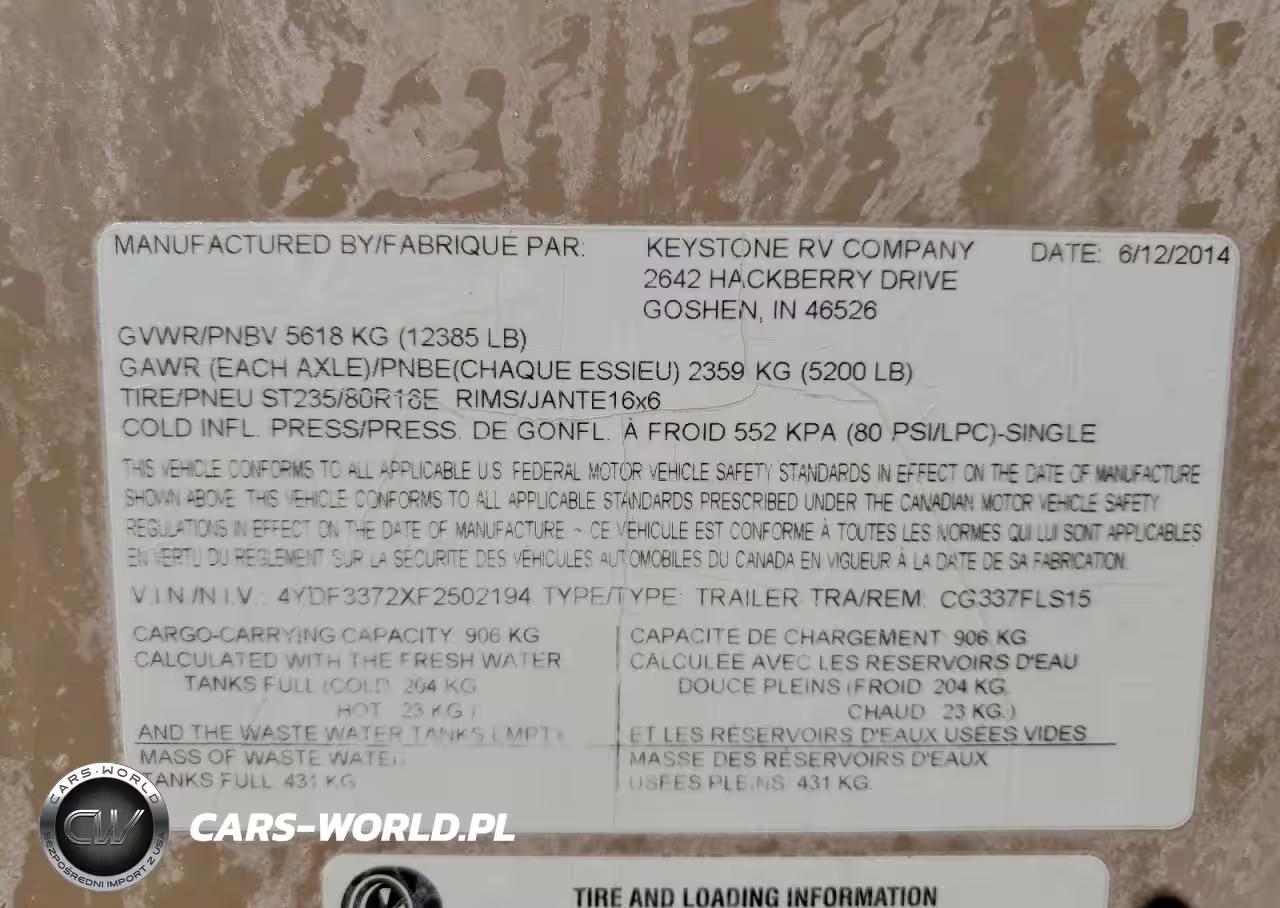 MANUFACTURED BY/FABRIQUE PAR: KEYSTONE RV COMPANY DATE: 6/12/2014
2642 HACKBERRY DRIVE
GOSHEN, IN 46526
GVWR/PNBV 5618 KG (12385 LB)
GAWR (EACH AXLE)/PNBE(CHAQUE ESSIEU) 2359 KG (5200 LB)
TIRE/PNEU ST235/80R16E RIMS/JANTE16x6
COLD INFL. PRESS/PRESS. DE GONFL. À FROID 552 KPA (80 PSI/LPC)-SINGLE
THIS VEHICLE CONFORMS TO ALL APPLICABLE U.S. FEDERAL MOTOR VEHICLE SAFETY STANDARDS IN EFFECT ON THE DATE OF MANUFACTURE
SHOWN ABOVE. THIS VEHICLE CONFORMS TO ALL APPLICABLE STANDARDS PRESCRIBED UNDER THE CANADIAN MOTOR VEHICLE SAFETY
REGULATIONS IN EFFECT ON THE DATE OF MANUFACTURE ~ CE VÉHICULE EST CONFORME À TOUTES LES NORMES QUI LUI SONT APPLICABLES
EN VERTU DU RÈGLEMENT SUR LA SÉCURITÉ DES VÉHICULES AUTOMOBILES DU CANADA EN VIGUEUR À LA DATE DE SA FABRICATION.
V.I.N./N.I.V.: 4YDF3372XF2502194 TYPE/TYPE: TRAILER TRA/REM: CG337FLS15
CARGO-CARRYING CAPACITY 906 KG
CALCULATED WITH THE FRESH WATER
TANKS FULL (COLD 204 KG
HOT 23 KG.)
AND THE WASTE WATER TANKS EMPTY
MASS OF WASTE WATER
TANKS FULL 431 KG
CAPACITÉ DE CHARGEMENT 906 KG
CALCULÉE AVEC LES RÉSERVOIRS D'EAU
DOUCE PLEINS (FROID 204 KG.
CHAUD 23 KG.)
ET LES RÉSERVOIRS D'EAUX USÉES VIDES
MASSE DES RÉSERVOIRS D'EAUX
USÉES PLEINS 431 KG.
TIRE AND LOADING INFORMATION
CARS-WORLD
CW
BEZPOŚREDNI IMPORT Z USA
CARS-WORLD.PL